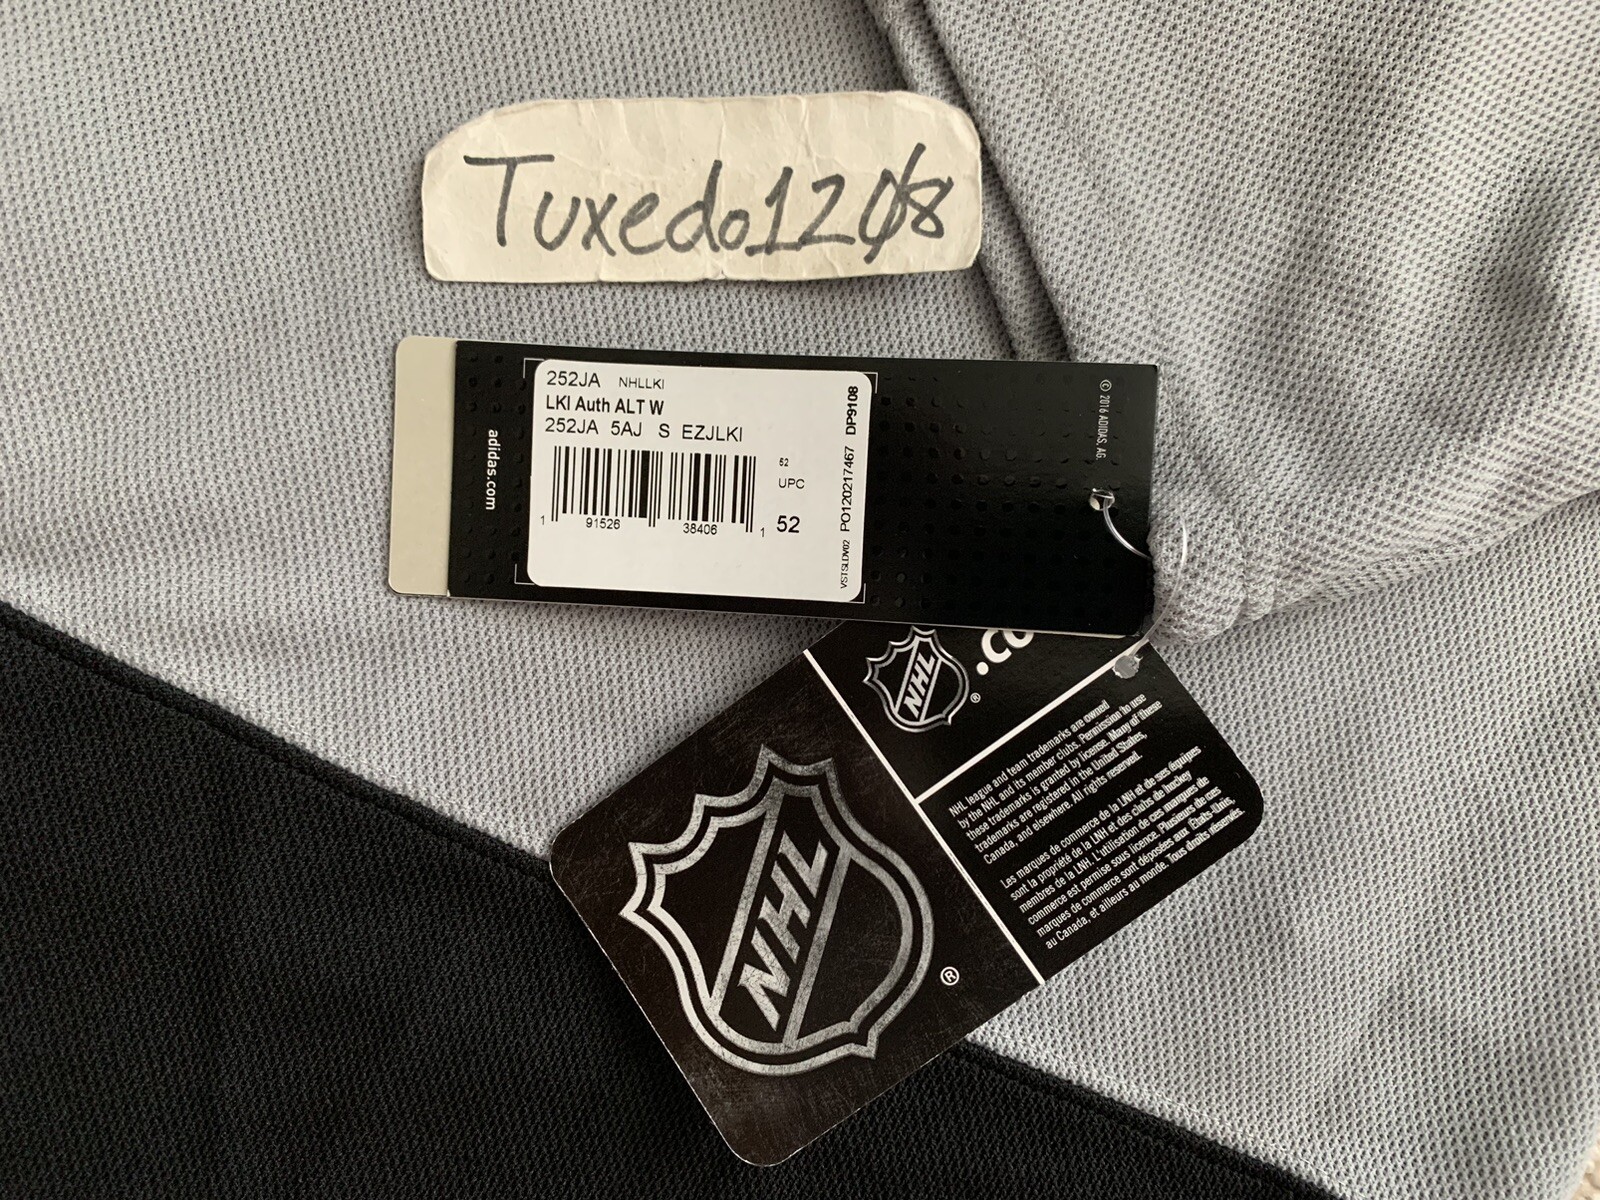 Tuxedo1208
adidas.com
252JA NHLLKI
LKI Auth ALT W
252JA 5AJ S EZJLKI
1 91526 38406 1
52
UPC
52
VSTSLDV02 PO120217467 DP9108
© 2016 ADIDAS, AG.
NHL
®
.co
NHL
®
NHL league and team trademarks are owned
by the NHL and its member clubs. Permission to use
these trademarks is granted by license. Many of these
trademarks are registered in the United States,
Canada, and elsewhere. All rights reserved.
Les marques de commerce de la LNH et de ses équipes
sont la propriété de la LNH et des clubs de hockey
membres de la LNH. L'utilisation de ces marques de
commerce est permise sous licence. Plusieurs de ces
marques de commerce sont déposées aux États-Unis,
au Canada, et ailleurs au monde. Tous droits réservés.